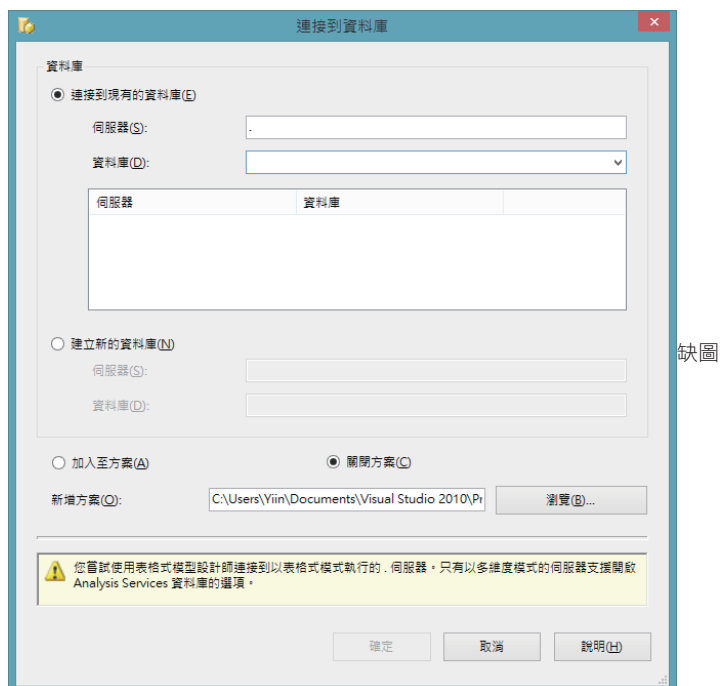 連接到資料庫
資料庫
連接到現有的資料庫(E)
伺服器(S): .
資料庫(D):
伺服器 資料庫
建立新的資料庫(N)
缺圖
伺服器(S):
資料庫(D):
加入至方案(A) 關閉方案(C)
新增方案(O): C:\Users\Yiin\Documents\Visual Studio 2010\Pr 瀏覽(B)...
您嘗試使用表格式模型設計師連接到以表格式模式執行的 . 伺服器。只有以多維度模式的伺服器支援開啟
Analysis Services 資料庫的選項。
確定 取消 說明(H)